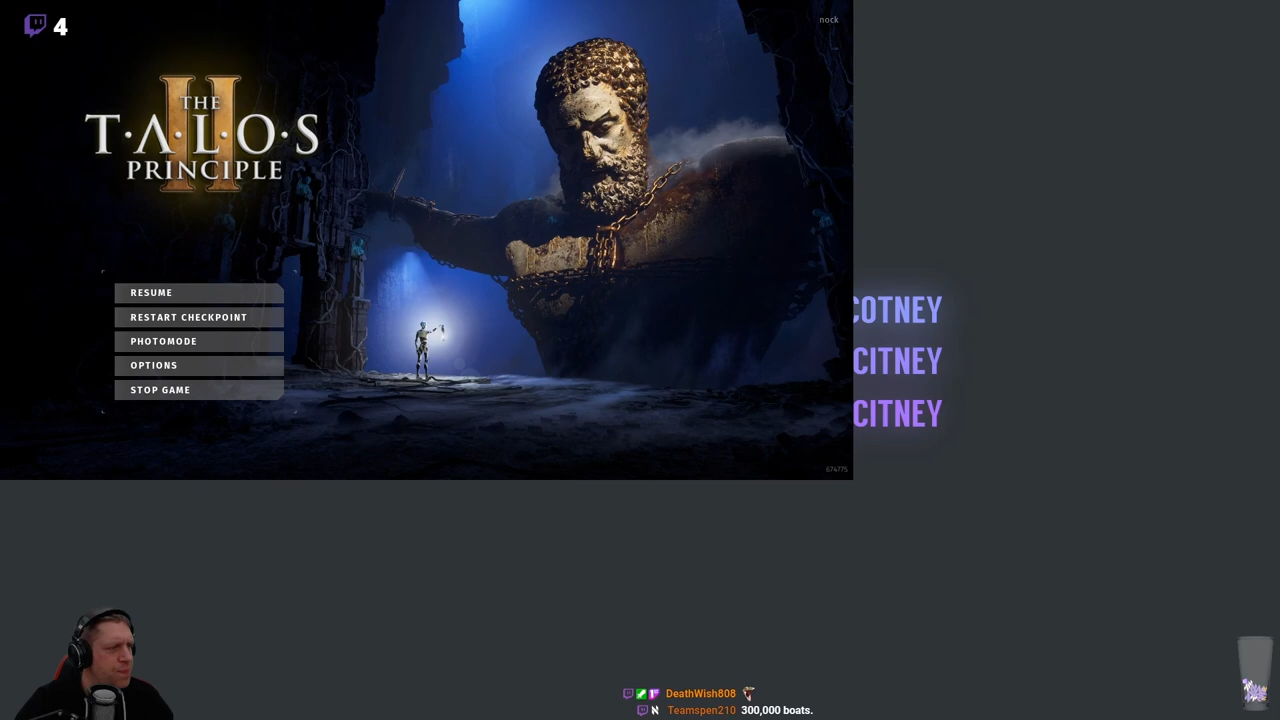 4
nock
II
THE
T·A·L·O·S
PRINCIPLE
RESUME
RESTART CHECKPOINT
PHOTOMODE
OPTIONS
STOP GAME
COTNEY
CITNEY
CITNEY
674775
DeathWish808
Teamspen210 300,000 boats.